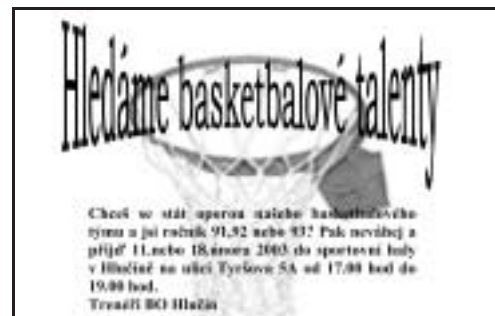 Hledáme basketbalové talenty
Chceš se stát oporou našeho basketbalového
týmu a jsi ročník 91,92 nebo 93? Pak neváhej a
přijď 11.nebo 18.února 2003 do sportovní haly
v Hlučíně na ulici Tyršova 5A od 17.00 hod do
19.00 hod.
Trenéři BO Hlučín